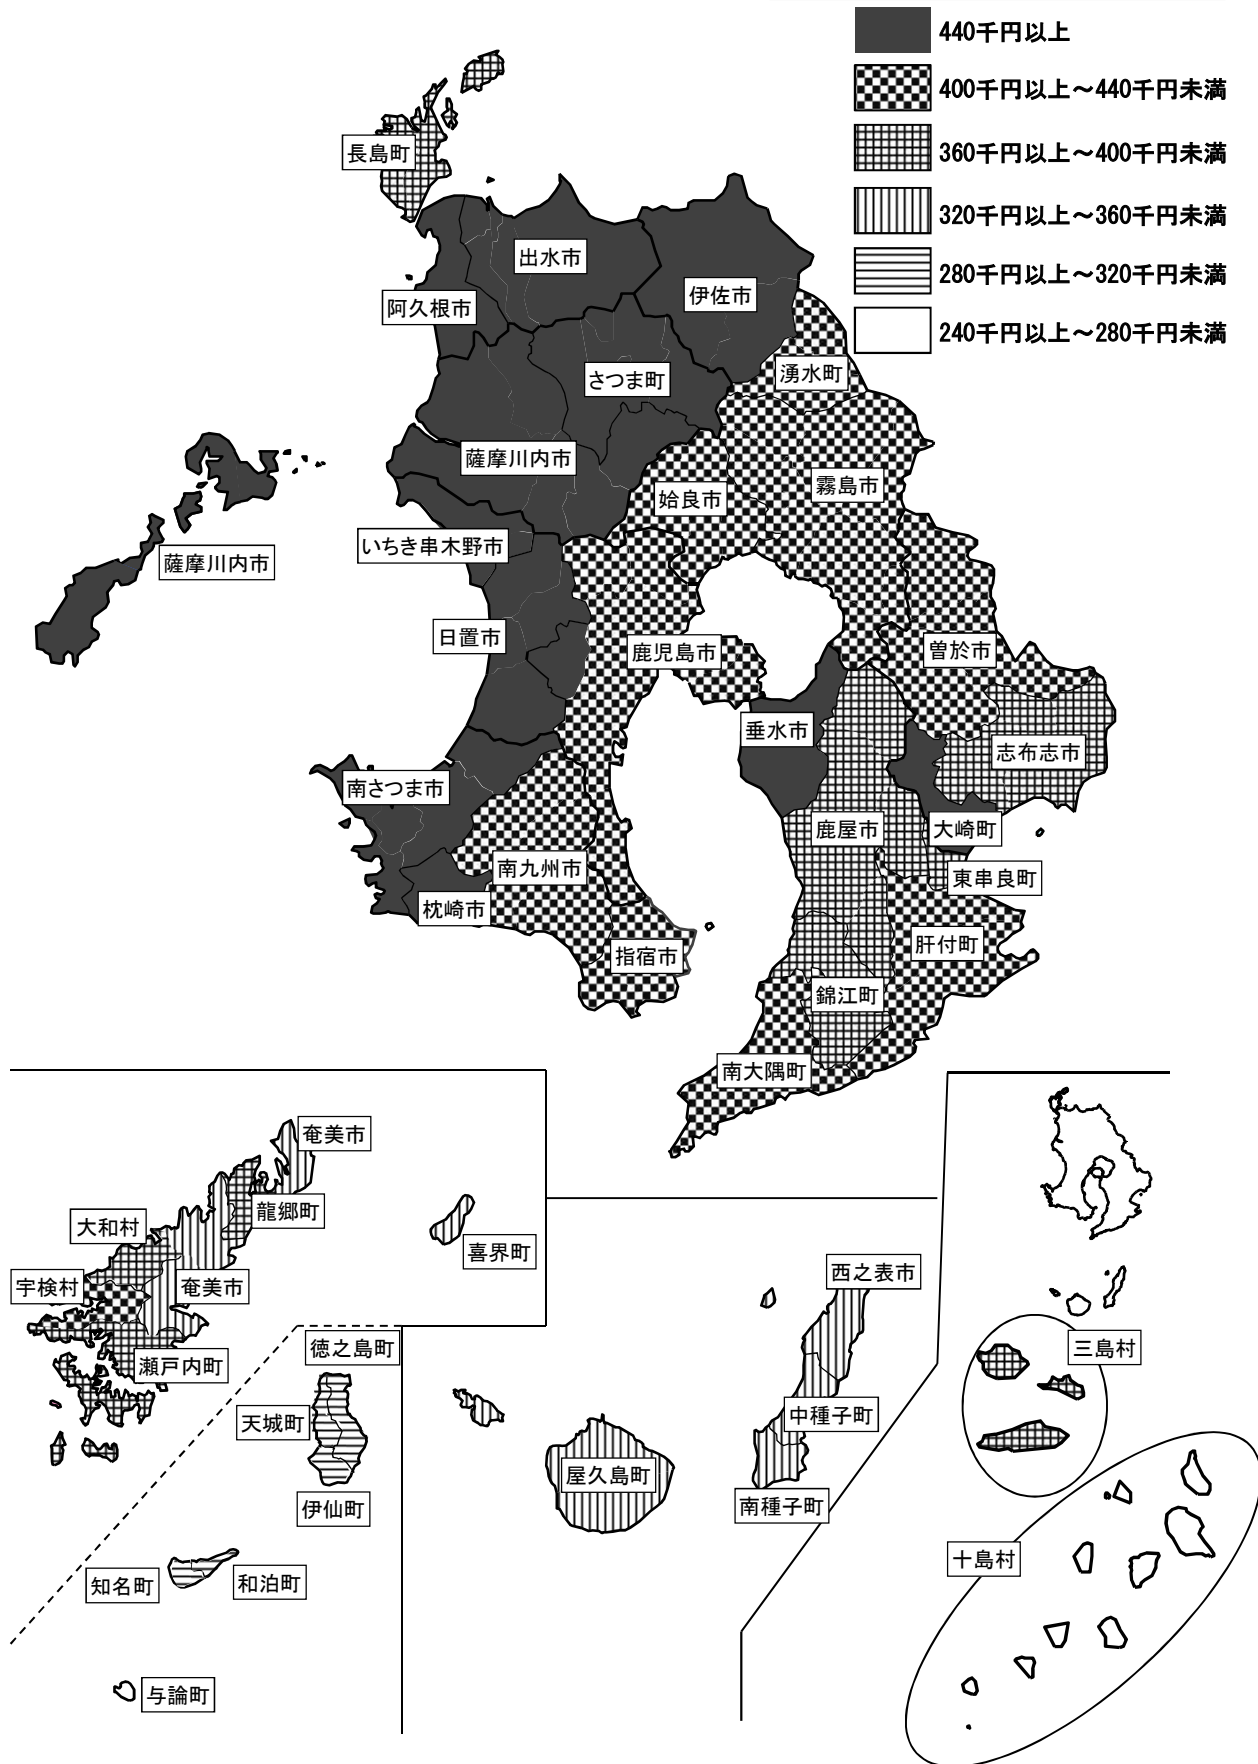 440千円以上
400千円以上～440千円未満
360千円以上～400千円未満
320千円以上～360千円未満
280千円以上～320千円未満
240千円以上～280千円未満
長島町
出水市
伊佐市
阿久根市
湧水町
さつま町
薩摩川内市
霧島市
姶良市
いちき串木野市
薩摩川内市
日置市
鹿児島市
曽於市
垂水市
志布志市
南さつま市
鹿屋市
大崎町
南九州市
東串良町
枕崎市
肝付町
指宿市
錦江町
南大隅町
奄美市
龍郷町
大和村
喜界町
宇検村
奄美市
西之表市
徳之島町
三島村
瀬戸内町
中種子町
天城町
屋久島町
南種子町
伊仙町
十島村
知名町
和泊町
与論町